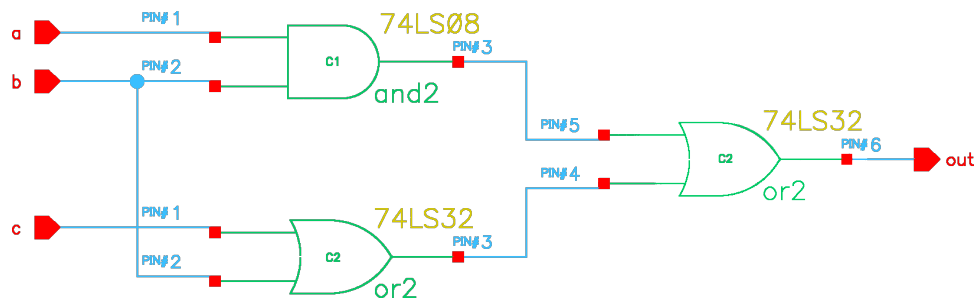 PIN#1
74LSØ8
a
PIN#3
C1
PIN#2
b
and2
74LS32
PIN#5
PIN#6
C2
out
PIN#4
or2
PIN#1
74LS32
c
PIN#3
C2
PIN#2
or2